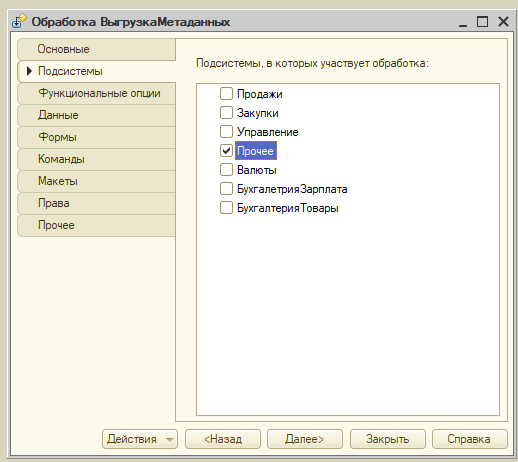 Обработка ВыгрузкаМетаданных
Основные
Подсистемы
Функциональные опции
Данные
Формы
Команды
Макеты
Права
Прочее
Подсистемы, в которых участвует обработка:
Продажи
Закупки
Управление
Прочее
Валюты
БухгалетрияЗарплата
БухгалтерияТовары
Действия
<Назад
Далее>
Закрыть
Справка